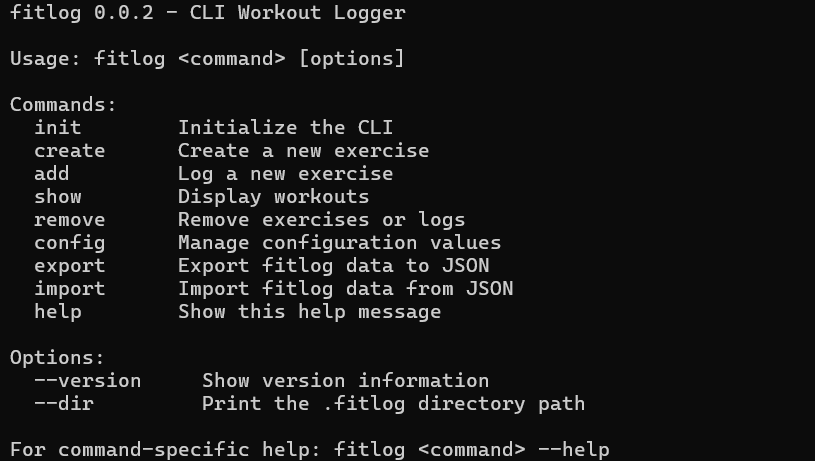 fitlog 0.0.2 - CLI Workout Logger
Usage: fitlog <command> [options]
Commands:
init Initialize the CLI
create Create a new exercise
add Log a new exercise
show Display workouts
remove Remove exercises or logs
config Manage configuration values
export Export fitlog data to JSON
import Import fitlog data from JSON
help Show this help message
Options:
--version Show version information
--dir Print the .fitlog directory path
For command-specific help: fitlog <command> --help